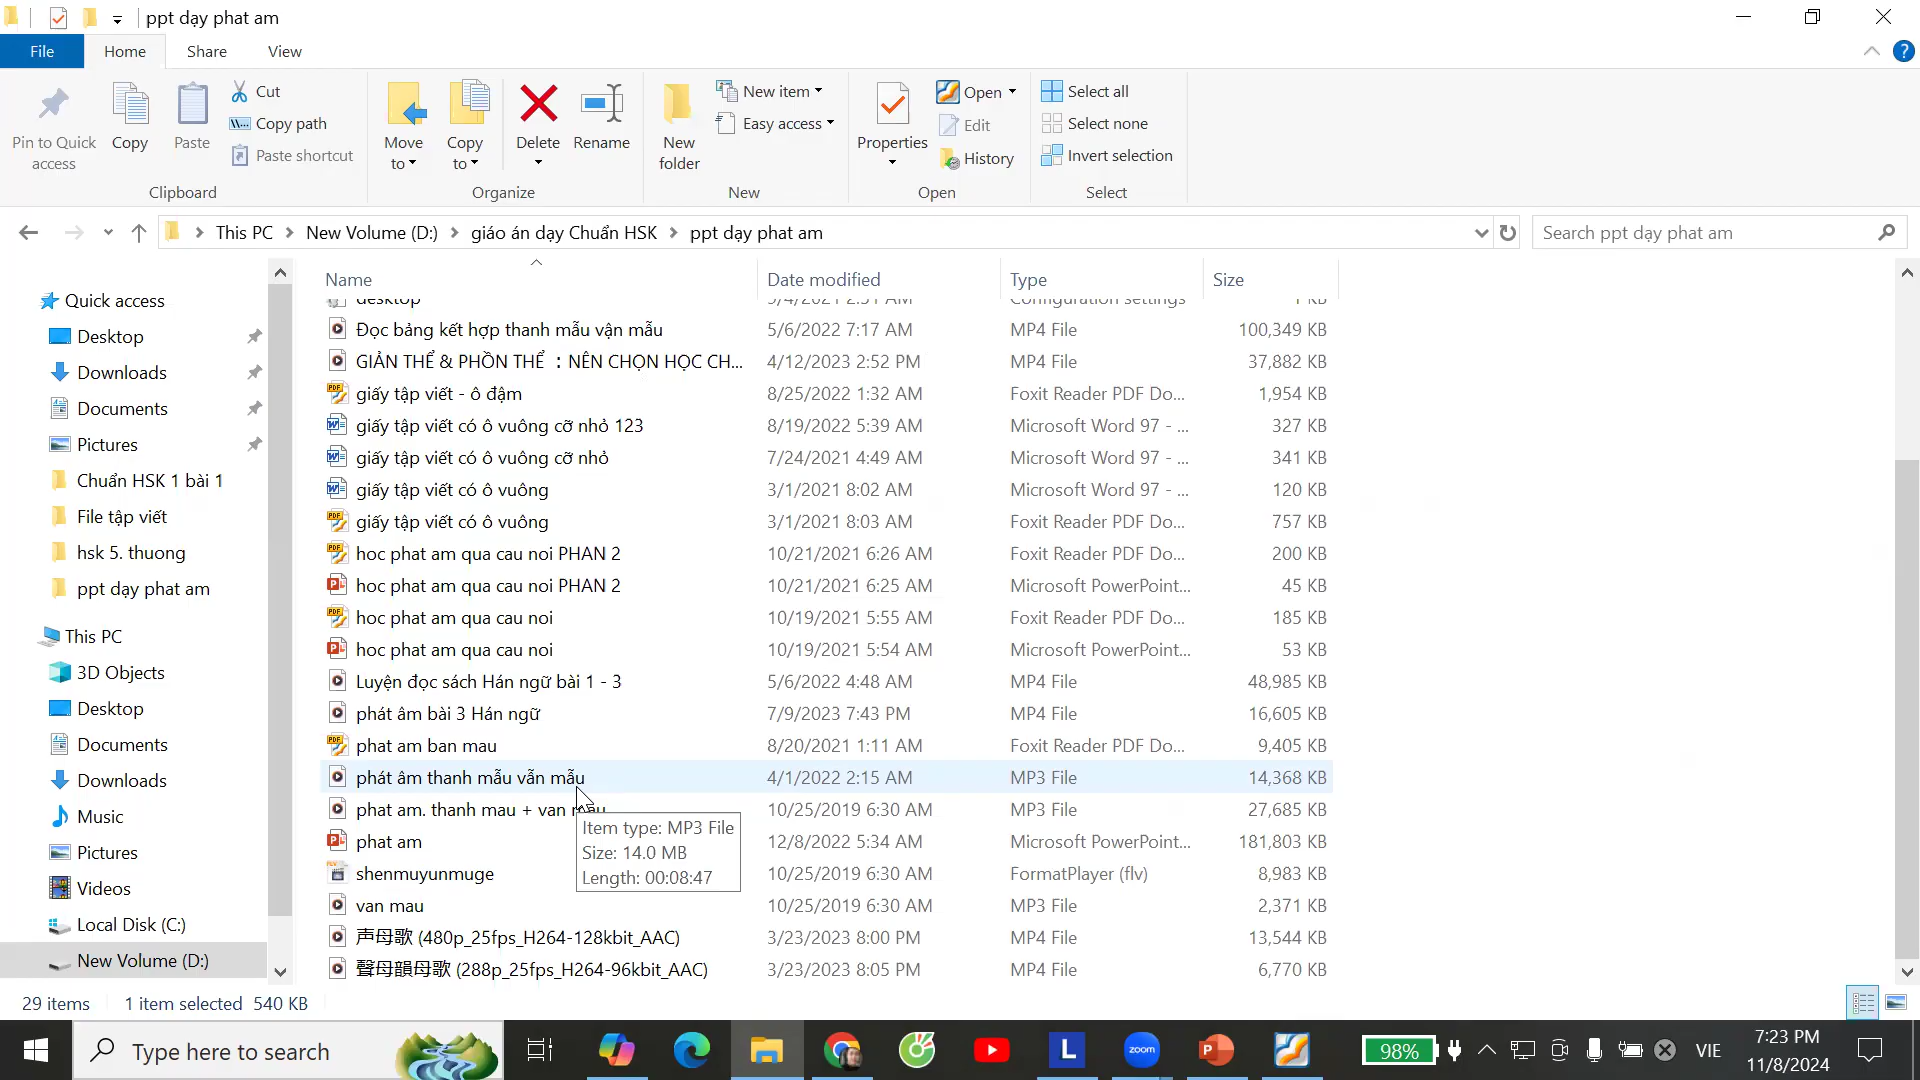 ppt dạy phat am
File
Home
Share
View
Pin to Quick access
Copy
Paste
Cut
Copy path
Paste shortcut
Clipboard
Move to
Copy to
Delete
Rename
Organize
New folder
New item
Easy access
New
Properties
Open
Edit
History
Open
Select all
Select none
Invert selection
Select
This PC
New Volume (D:)
giáo án dạy Chuẩn HSK
ppt dạy phat am
Search ppt dạy phat am
Quick access
Desktop
Downloads
Documents
Pictures
Chuẩn HSK 1 bài 1
File tập viết
hsk 5. thuong
ppt dạy phat am
This PC
3D Objects
Desktop
Documents
Downloads
Music
Pictures
Videos
Local Disk (C:)
New Volume (D:)
Name Date modified Type Size
desktop Configuration settings 1 KB
Đọc bảng kết hợp thanh mẫu vận mẫu 5/6/2022 7:17 AM MP4 File 100,349 KB
GIẢN THỂ & PHỒN THỂ ：NÊN CHỌN HỌC CH... 4/12/2023 2:52 PM MP4 File 37,882 KB
giấy tập viết - ô đậm 8/25/2022 1:32 AM Foxit Reader PDF Do... 1,954 KB
giấy tập viết có ô vuông cỡ nhỏ 123 8/19/2022 5:39 AM Microsoft Word 97 - ... 327 KB
giấy tập viết có ô vuông cỡ nhỏ 7/24/2021 4:49 AM Microsoft Word 97 - ... 341 KB
giấy tập viết có ô vuông 3/1/2021 8:02 AM Microsoft Word 97 - ... 120 KB
giấy tập viết có ô vuông 3/1/2021 8:03 AM Foxit Reader PDF Do... 757 KB
hoc phat am qua cau noi PHAN 2 10/21/2021 6:26 AM Foxit Reader PDF Do... 200 KB
hoc phat am qua cau noi PHAN 2 10/21/2021 6:25 AM Microsoft PowerPoint... 45 KB
hoc phat am qua cau noi 10/19/2021 5:55 AM Foxit Reader PDF Do... 185 KB
hoc phat am qua cau noi 10/19/2021 5:54 AM Microsoft PowerPoint... 53 KB
Luyện đọc sách Hán ngữ bài 1 - 3 5/6/2022 4:48 AM MP4 File 48,985 KB
phát âm bài 3 Hán ngữ 7/9/2023 7:43 PM MP4 File 16,605 KB
phat am ban mau 8/20/2021 1:11 AM Foxit Reader PDF Do... 9,405 KB
phát âm thanh mẫu vẫn mẫu 4/1/2022 2:15 AM MP3 File 14,368 KB
phat am. thanh mau + van mau 10/25/2019 6:30 AM MP3 File 27,685 KB
phat am 12/8/2022 5:34 AM Microsoft PowerPoint... 181,803 KB
shenmuyunmuge 10/25/2019 6:30 AM FormatPlayer (flv) 8,983 KB
van mau 10/25/2019 6:30 AM MP3 File 2,371 KB
声母歌 (480p_25fps_H264-128kbit_AAC) 3/23/2023 8:00 PM MP4 File 13,544 KB
聲母韻母歌 (288p_25fps_H264-96kbit_AAC) 3/23/2023 8:05 PM MP4 File 6,770 KB
Item type: MP3 File
Size: 14.0 MB
Length: 00:08:47
29 items 1 item selected 540 KB
Type here to search
L
zoom
98%
VIE
7:23 PM
11/8/2024